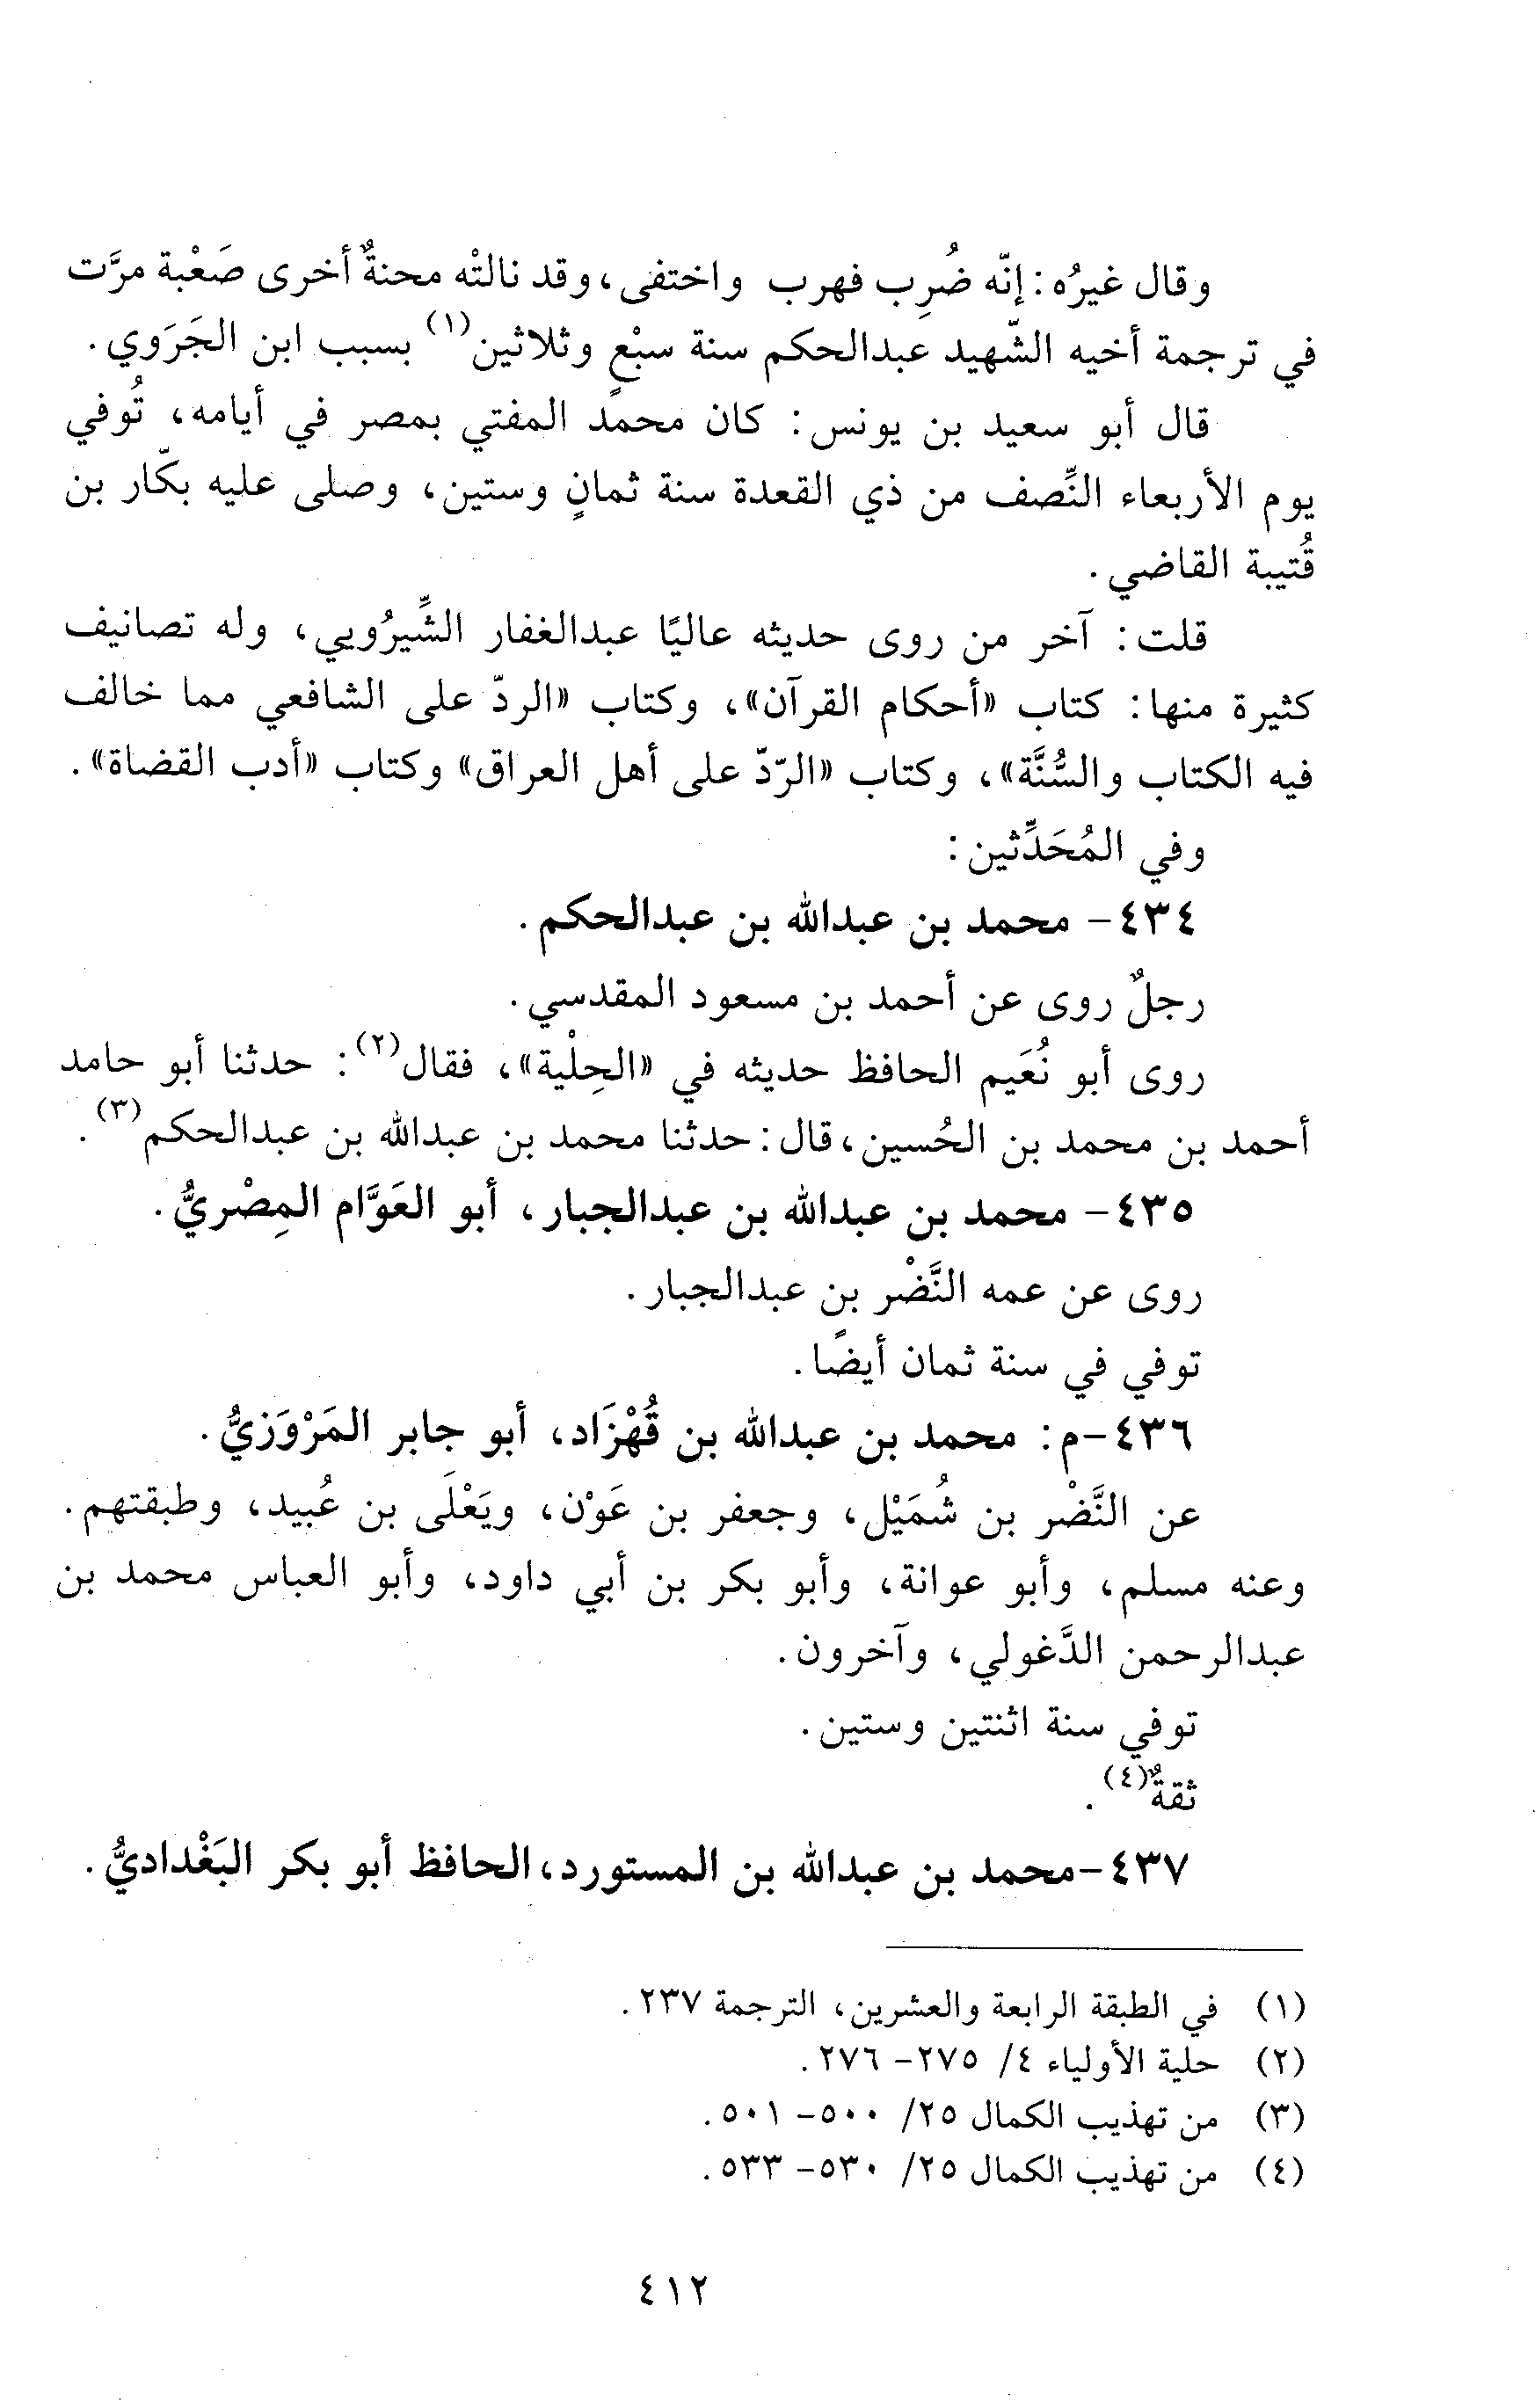 وقال غيرُه: إنّه ضُرِب فهرب واختفى، وقد نالتْه محنةٌ أخرى صَعْبة مرَّت
في ترجمة أخيه الشّهيد عبدالحكم سنة سبْعٍ وثلاثين(١) بسبب ابن الجَرَوي.
قال أبو سعيد بن يونس: كان محمدٌ المفتي بمصر في أيامه، تُوفي
يوم الأربعاء النِّصف من ذي القعدة سنة ثمانٍ وستين، وصلى عليه بكّار بن
قُتيبة القاضي.
قلت: آخر من روى حديثه عاليًا عبدالغفار الشِّيرُويي، وله تصانيف
كثيرة منها: كتاب «أحكام القرآن»، وكتاب «الردّ على الشافعي مما خالف
فيه الكتاب والسُّنَّة»، وكتاب «الرّدّ على أهل العراق» وكتاب «أدب القضاة».
وفي المُحَدِّثين:
٤٣٤- محمد بن عبدالله بن عبدالحكم.
رجلٌ روى عن أحمد بن مسعود المقدسي.
روى أبو نُعَيم الحافظ حديثه في «الحِلْية»، فقال(٢): حدثنا أبو حامد
أحمد بن محمد بن الحُسين، قال: حدثنا محمد بن عبدالله بن عبدالحكم(٣).
٤٣٥- محمد بن عبدالله بن عبدالجبار، أبو العَوَّام المِصْريُّ.
روى عن عمه النَّضْر بن عبدالجبار.
توفي في سنة ثمان أيضًا.
٤٣٦-م: محمد بن عبدالله بن قُهْزَاد، أبو جابر المَرْوَزيُّ.
عن النَّضْر بن شُمَيْل، وجعفر بن عَوْن، ويَعْلَى بن عُبيد، وطبقتهم.
وعنه مسلم، وأبو عوانة، وأبو بكر بن أبي داود، وأبو العباس محمد بن
عبدالرحمن الدَّغولي، وآخرون.
توفي سنة اثنتين وستين.
ثقةٌ(٤).
٤٣٧-محمد بن عبدالله بن المستورد، الحافظ أبو بكر البَغْداديُّ.
(١) في الطبقة الرابعة والعشرين، الترجمة ٢٣٧.
(٢) حلية الأولياء ٤/ ٢٧٥- ٢٧٦.
(٣) من تهذيب الكمال ٢٥/ ٥٠٠- ٥٠١.
(٤) من تهذيب الكمال ٢٥/ ٥٣٠- ٥٣٣.
٤١٢